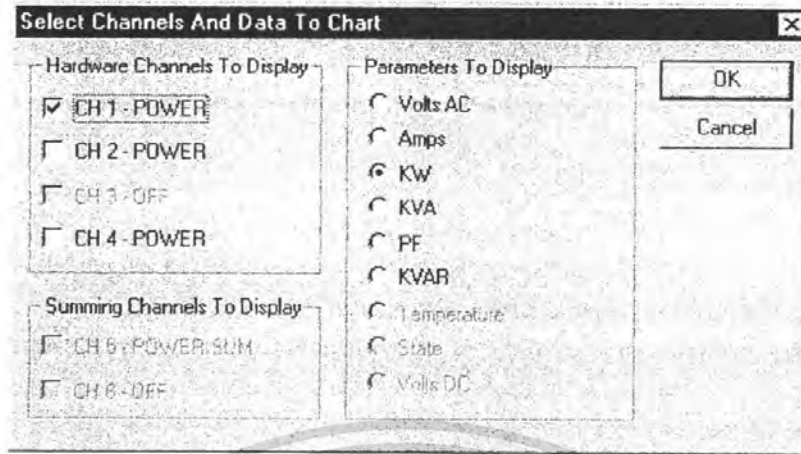 Select Channels And Data To Chart
Hardware Channels To Display
CH 1 - POWER
CH 2 - POWER
CH 3 - OFF
CH 4 - POWER
Summing Channels To Display
CH 5 - POWER SUM
CH 6 - OFF
Parameters To Display
Volts AC
Amps
KW
KVA
PF
KVAR
Temperature
State
Volts DC
OK
Cancel